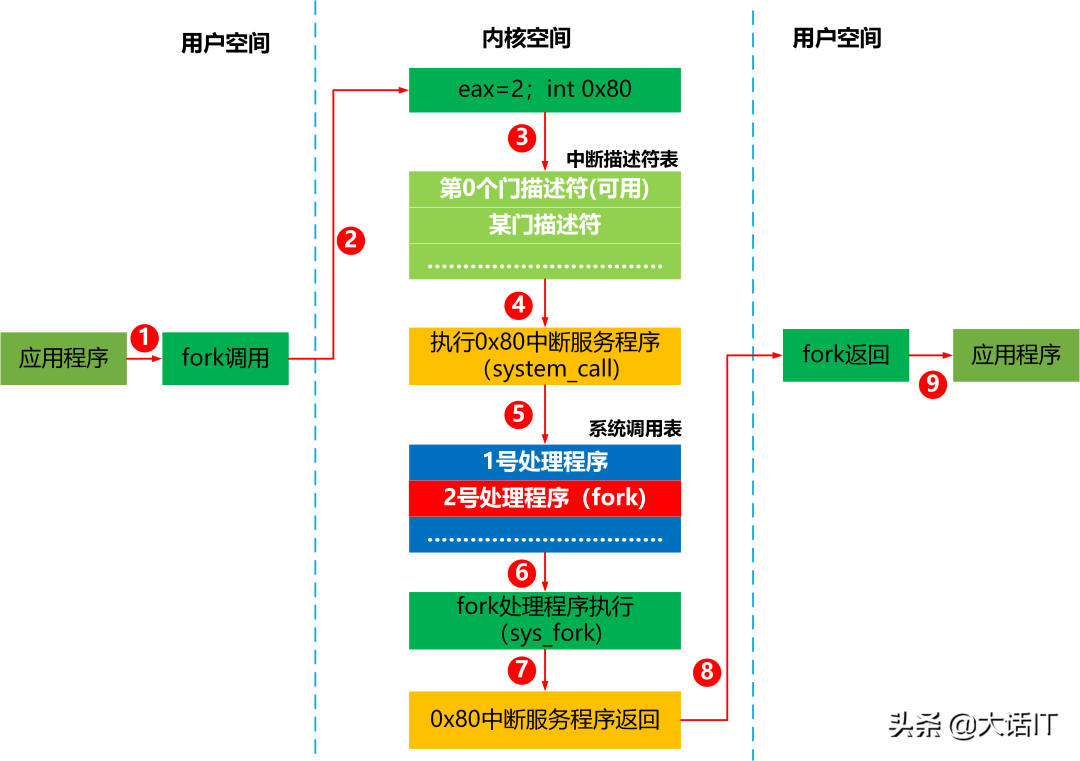 用户空间
内核空间
用户空间
eax=2；int 0x80
3
中断描述符表
第0个门描述符(可用)
某门描述符
.................................
2
4
1
应用程序
fork调用
执行0x80中断服务程序
（system_call)
fork返回
应用程序
9
5
系统调用表
1号处理程序
2号处理程序（fork)
.................................
6
fork处理程序执行
（sys_fork)
7
8
0x80中断服务程序返回
头条 @大话IT